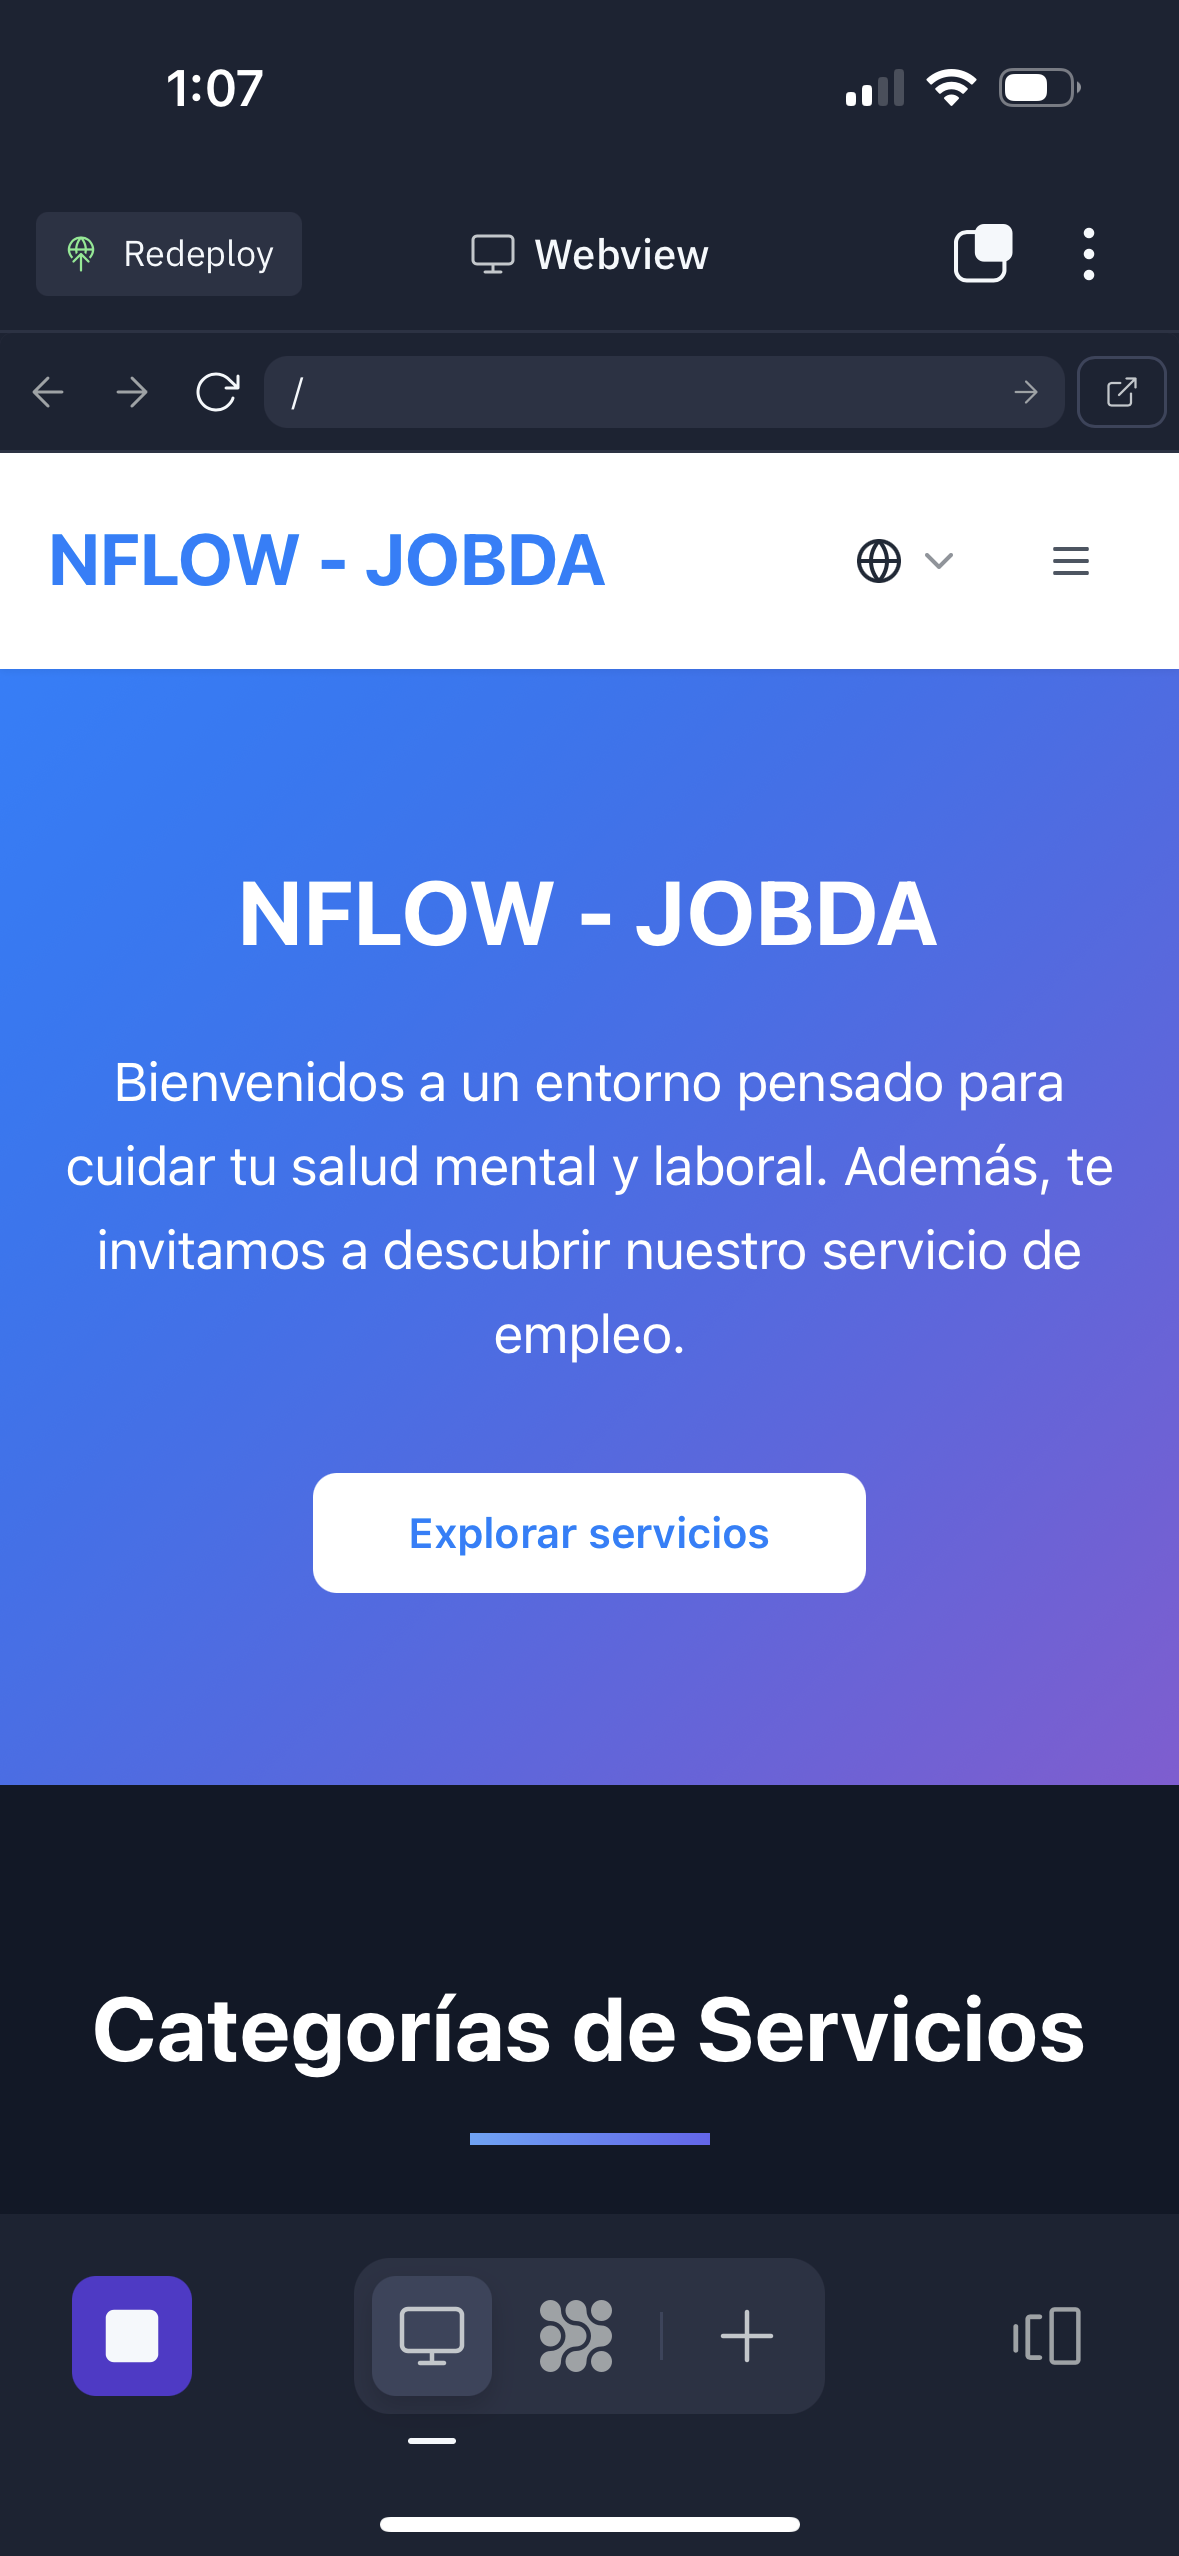 1:07
Redeploy
Webview
/
NFLOW - JOBDA
NFLOW - JOBDA
Bienvenidos a un entorno pensado para
cuidar tu salud mental y laboral. Además, te
invitamos a descubrir nuestro servicio de
empleo.
Explorar servicios
Categorías de Servicios